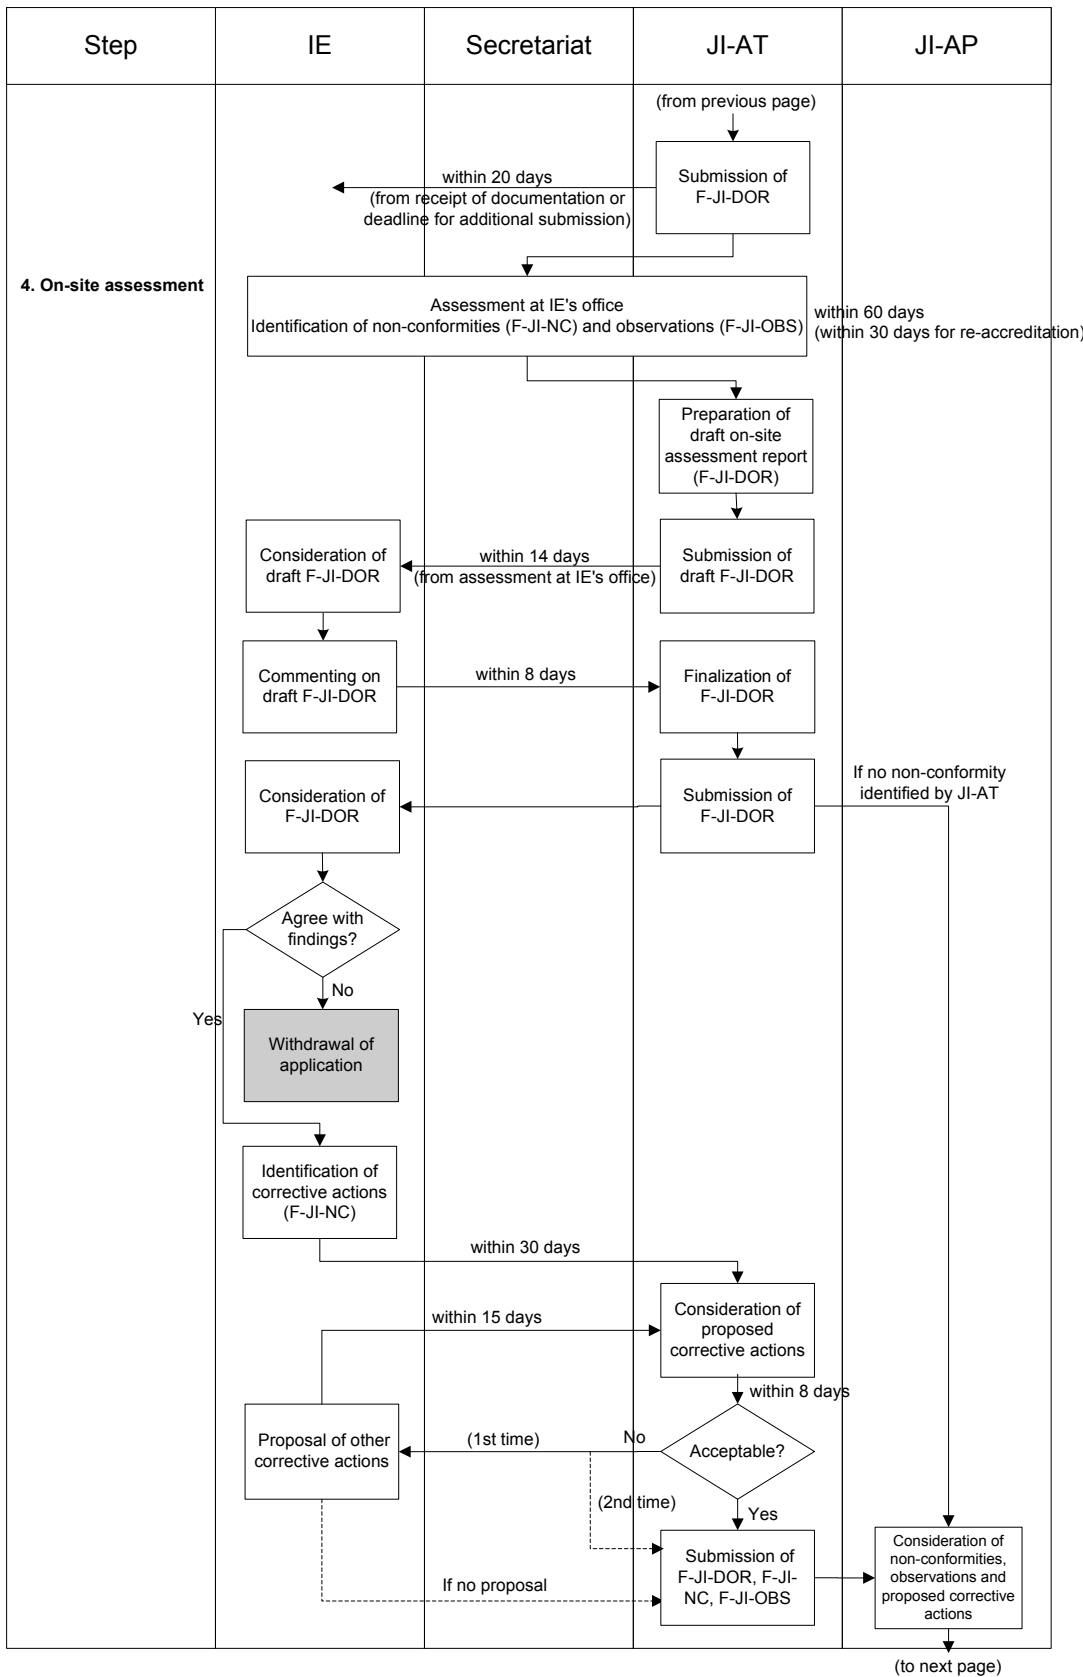 Step
IE
Secretariat
JI-AT
JI-AP
(from previous page)
within 20 days
(from receipt of documentation or
deadline for additional submission)
Submission of
F-JI-DOR
4. On-site assessment
Assessment at IE's office
Identification of non-conformities (F-JI-NC) and observations (F-JI-OBS)
within 60 days
(within 30 days for re-accreditation)
Preparation of
draft on-site
assessment report
(F-JI-DOR)
Consideration of
draft F-JI-DOR
within 14 days
(from assessment at IE's office)
Submission of
draft F-JI-DOR
Commenting on
draft F-JI-DOR
within 8 days
Finalization of
F-JI-DOR
Consideration of
F-JI-DOR
Submission of
F-JI-DOR
If no non-conformity
identified by JI-AT
Agree with
findings?
No
Yes
Withdrawal of
application
Identification of
corrective actions
(F-JI-NC)
within 30 days
within 15 days
Consideration of
proposed
corrective actions
within 8 days
Proposal of other
corrective actions
(1st time)
No
Acceptable?
(2nd time)
Yes
If no proposal
Submission of
F-JI-DOR, F-JI-
NC, F-JI-OBS
Consideration of
non-conformities,
observations and
proposed corrective
actions
(to next page)